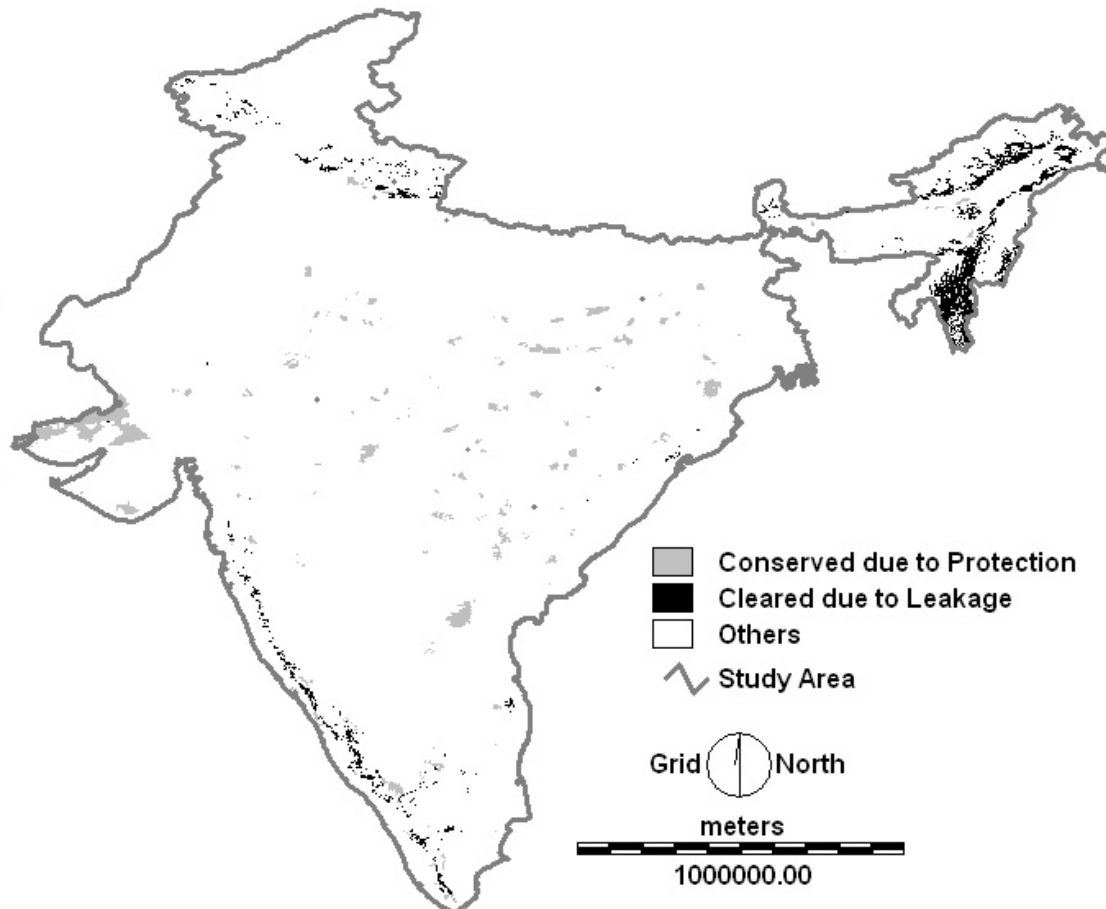 Conserved due to Protection
Cleared due to Leakage
Others
Study Area
Grid North
meters
1000000.00